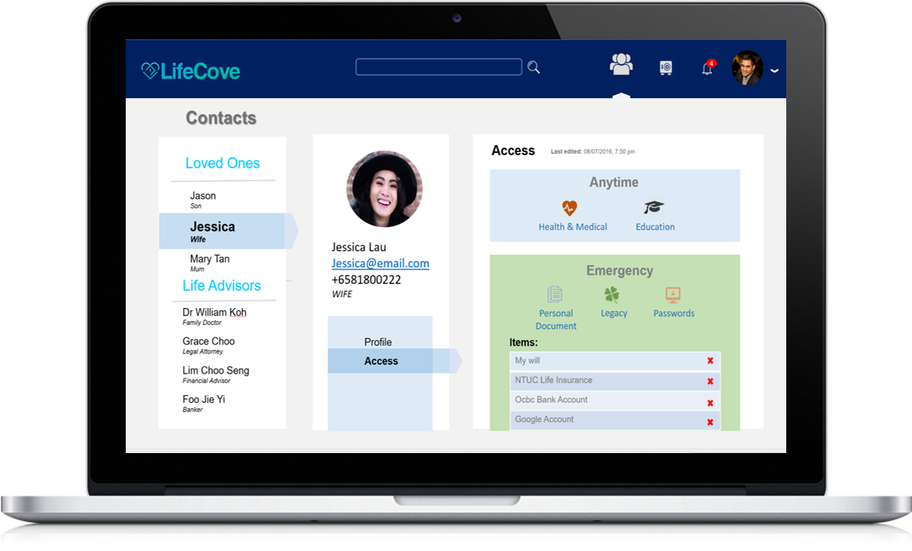 LifeCove
4
Contacts
Loved Ones
Jason
Son
Jessica
Wife
Mary Tan
Mum
Life Advisors
Dr William Koh
Family Doctor
Grace Choo
Legal Attorney
Lim Choo Seng
Financial Advisor
Foo Jie Yi
Banker
Jessica Lau
Jessica@email.com
+6581800222
WIFE
Profile
Access
Access Last edited: 08/07/2016, 7:50 pm
Anytime
Health & Medical Education
Emergency
Personal
Document
Legacy
Passwords
Items:
My will
NTUC Life Insurance
Ocbc Bank Account
Google Account